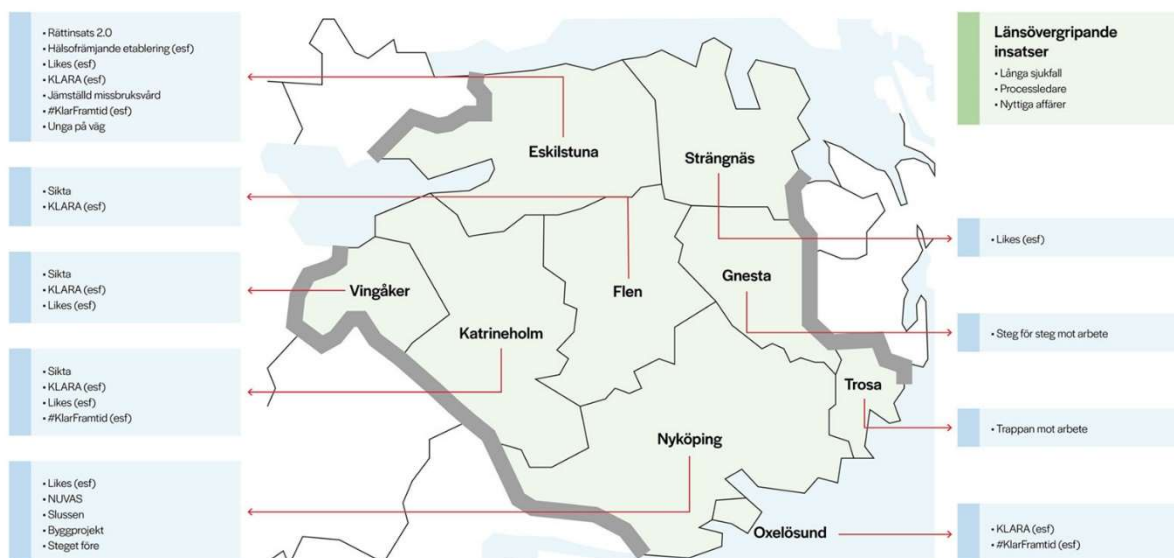 • Rättinsats 2.0
• Hälsofrämjande etablering (esf)
• Likes (esf)
• KLARA (esf)
• Jämställd missbruksvård
• #KlarFramtid (esf)
• Unga på väg
• Sikta
• KLARA (esf)
• Sikta
• KLARA (esf)
• Likes (esf)
• Sikta
• KLARA (esf)
• Likes (esf)
• #KlarFramtid (esf)
• Likes (esf)
• NUVAS
• Slussen
• Byggprojekt
• Steget före
Eskilstuna
Strängnäs
Vingåker
Flen
Gnesta
Katrineholm
Trosa
Nyköping
Oxelösund
Länsövergripande
insatser
• Långa sjukfall
• Processledare
• Nyttiga affärer
• Likes (esf)
• Steg för steg mot arbete
• Trappan mot arbete
• KLARA (esf)
• #KlarFramtid (esf)